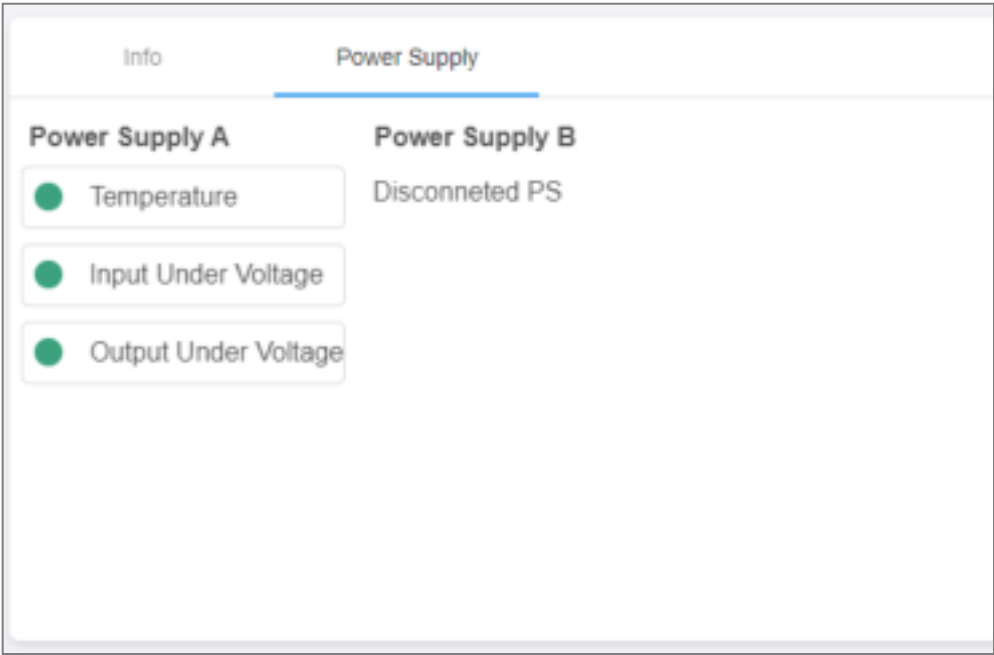 Info
Power Supply
Power Supply A
Temperature
Input Under Voltage
Output Under Voltage
Power Supply B
Disconneted PS